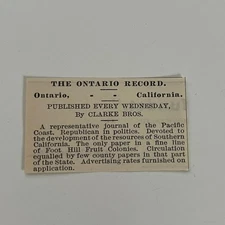 THE ONTARIO RECORD.
Ontario, - - California.
PUBLISHED EVERY WEDNESDAY,
By CLARKE BROS.
A representative journal of the Pacific
Coast. Republican in politics. Devoted to
the development of the resources of Southern
California. The only paper in a fine line
of Foot Hill Fruit Colonies. Circulation
equalled by few county papers in that part
of the State. Advertising rates furnished on
application.